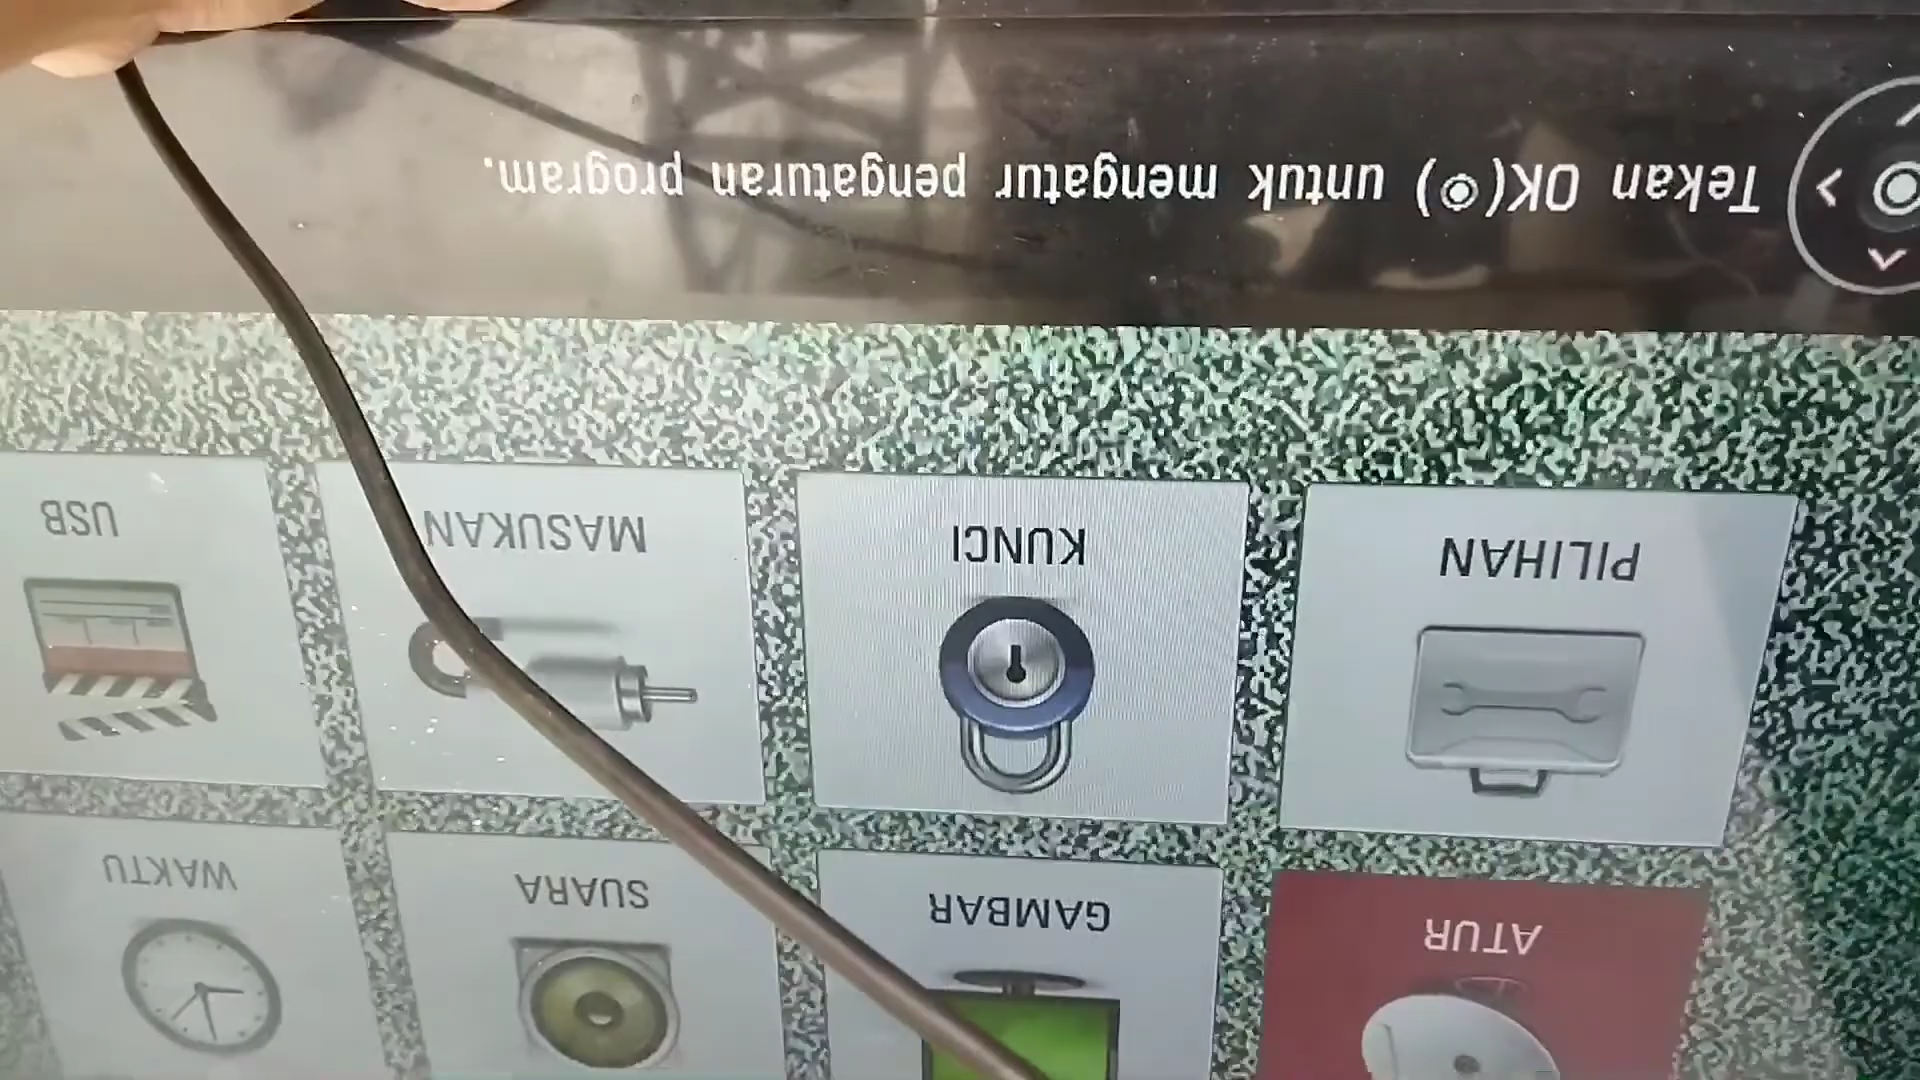 ATUR
GAMBAR
SUARA
WAKTU
PILIHAN
KUNCI
MASUKAN
USB
Tekan OK(◉) untuk mengatur pengaturan program.